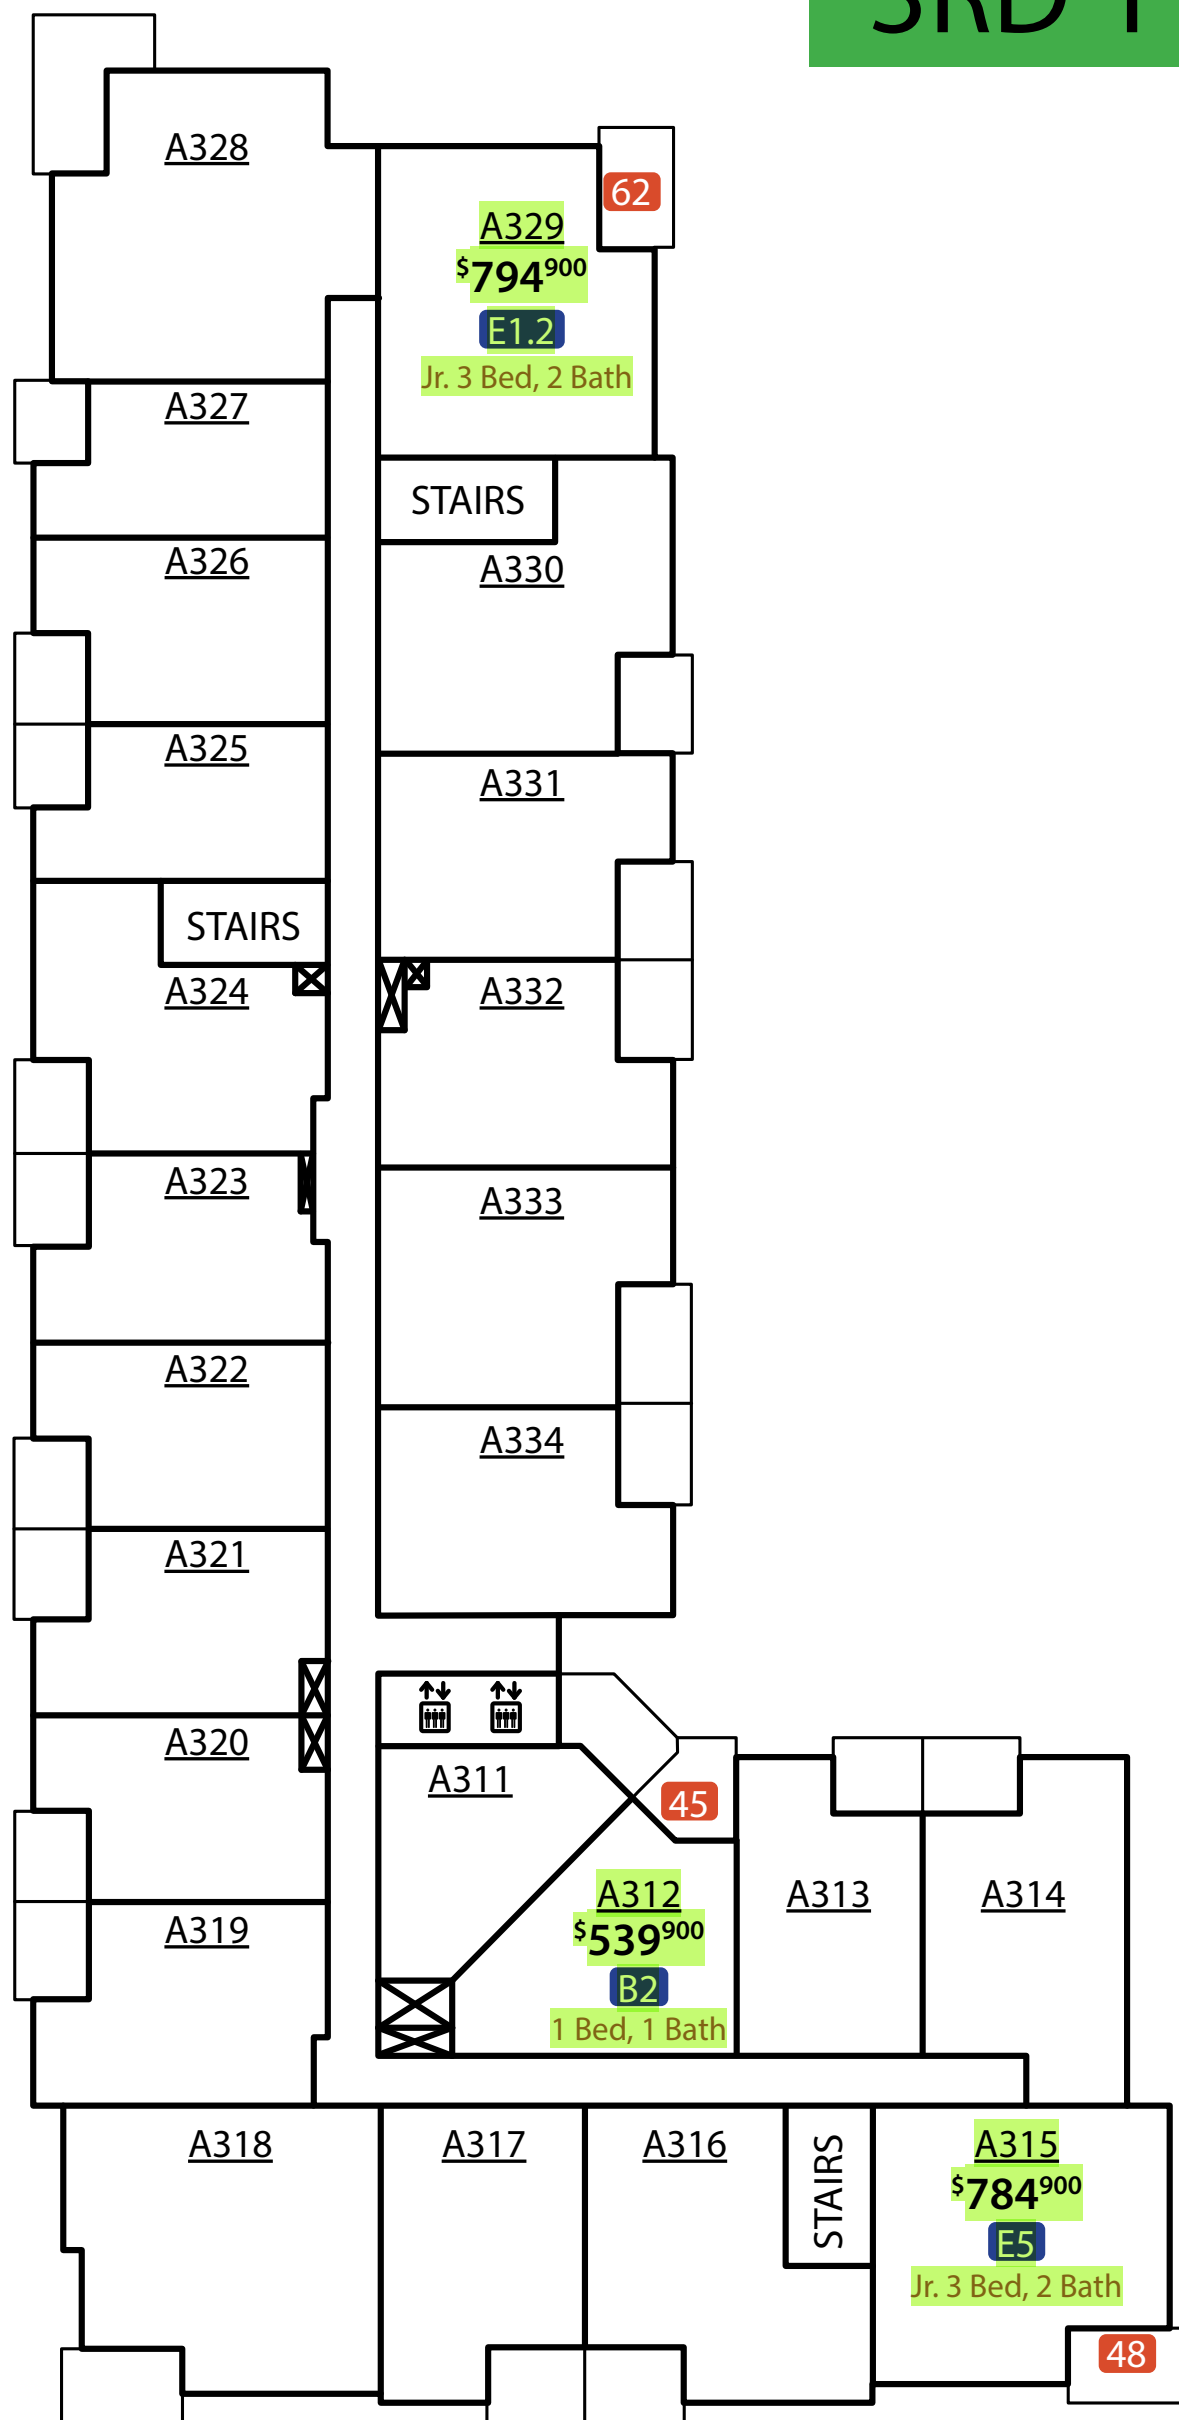 3RD
A328
62
A329
$794900
E1.2
Jr. 3 Bed, 2 Bath
A327
STAIRS
A326
A330
A325
A331
STAIRS
A324
A332
A323
A333
A322
A334
A321
A320
A311
45
A312
$539900
B2
1 Bed, 1 Bath
A313
A314
A319
A318
A317
A316
STAIRS
A315
$784900
E5
Jr. 3 Bed, 2 Bath
48